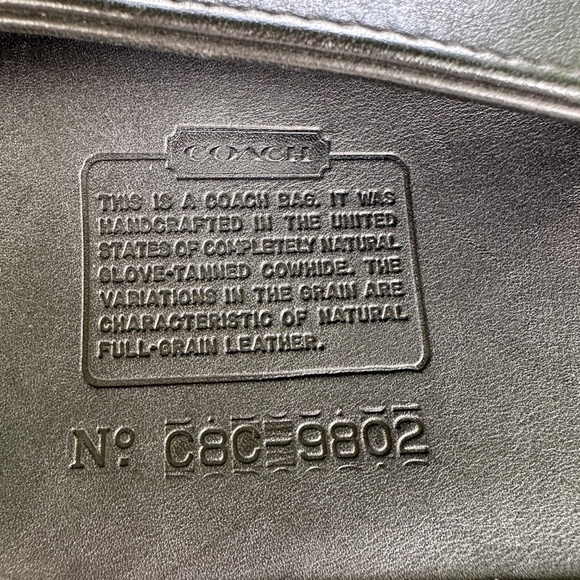 COACH
THIS IS A COACH BAG. IT WAS
HANDCRAFTED IN THE UNITED
STATES OF COMPLETELY NATURAL
GLOVE-TANNED COWHIDE. THE
VARIATIONS IN THE GRAIN ARE
CHARACTERISTIC OF NATURAL
FULL-GRAIN LEATHER.
Nº. C8C-9802